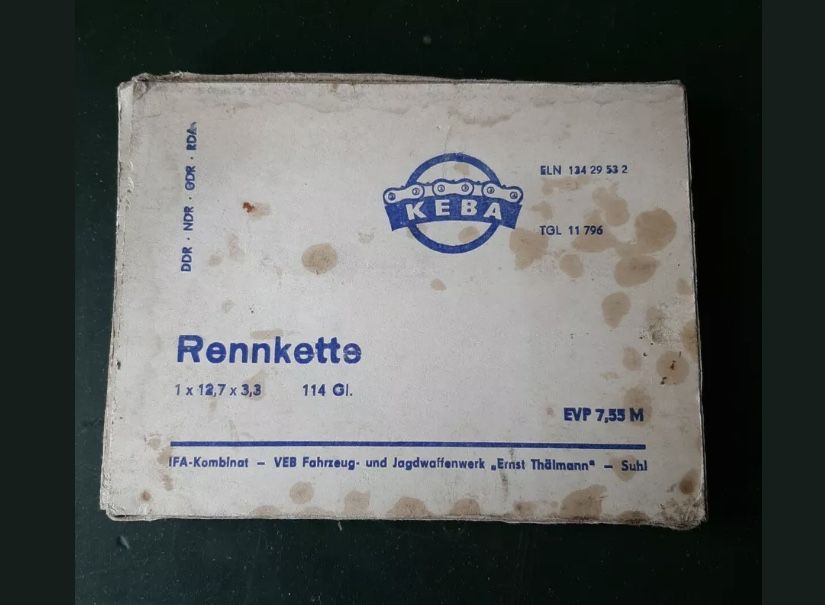 DDR · NDR · GDR · RDA
KEBA
ELN 134 29 53 2
TGL 11 796
Rennkette
1 x 12,7 x 3,3 114 Gl.
EVP 7,55 M
IFA-Kombinat – VEB Fahrzeug- und Jagdwaffenwerk „Ernst Thälmann“ – Suhl